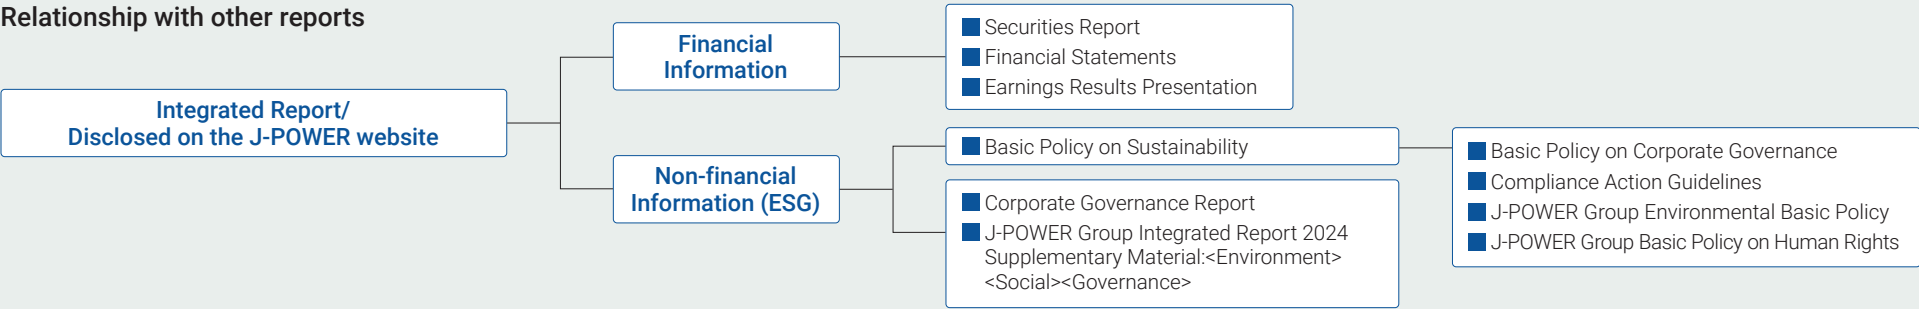 Relationship with other reports
Integrated Report/
Disclosed on the J-POWER website
Financial
Information
Securities Report
Financial Statements
Earnings Results Presentation
Non-financial
Information (ESG)
Basic Policy on Sustainability
Corporate Governance Report
J-POWER Group Integrated Report 2024
Supplementary Material:<Environment>
<Social><Governance>
Basic Policy on Corporate Governance
Compliance Action Guidelines
J-POWER Group Environmental Basic Policy
J-POWER Group Basic Policy on Human Rights